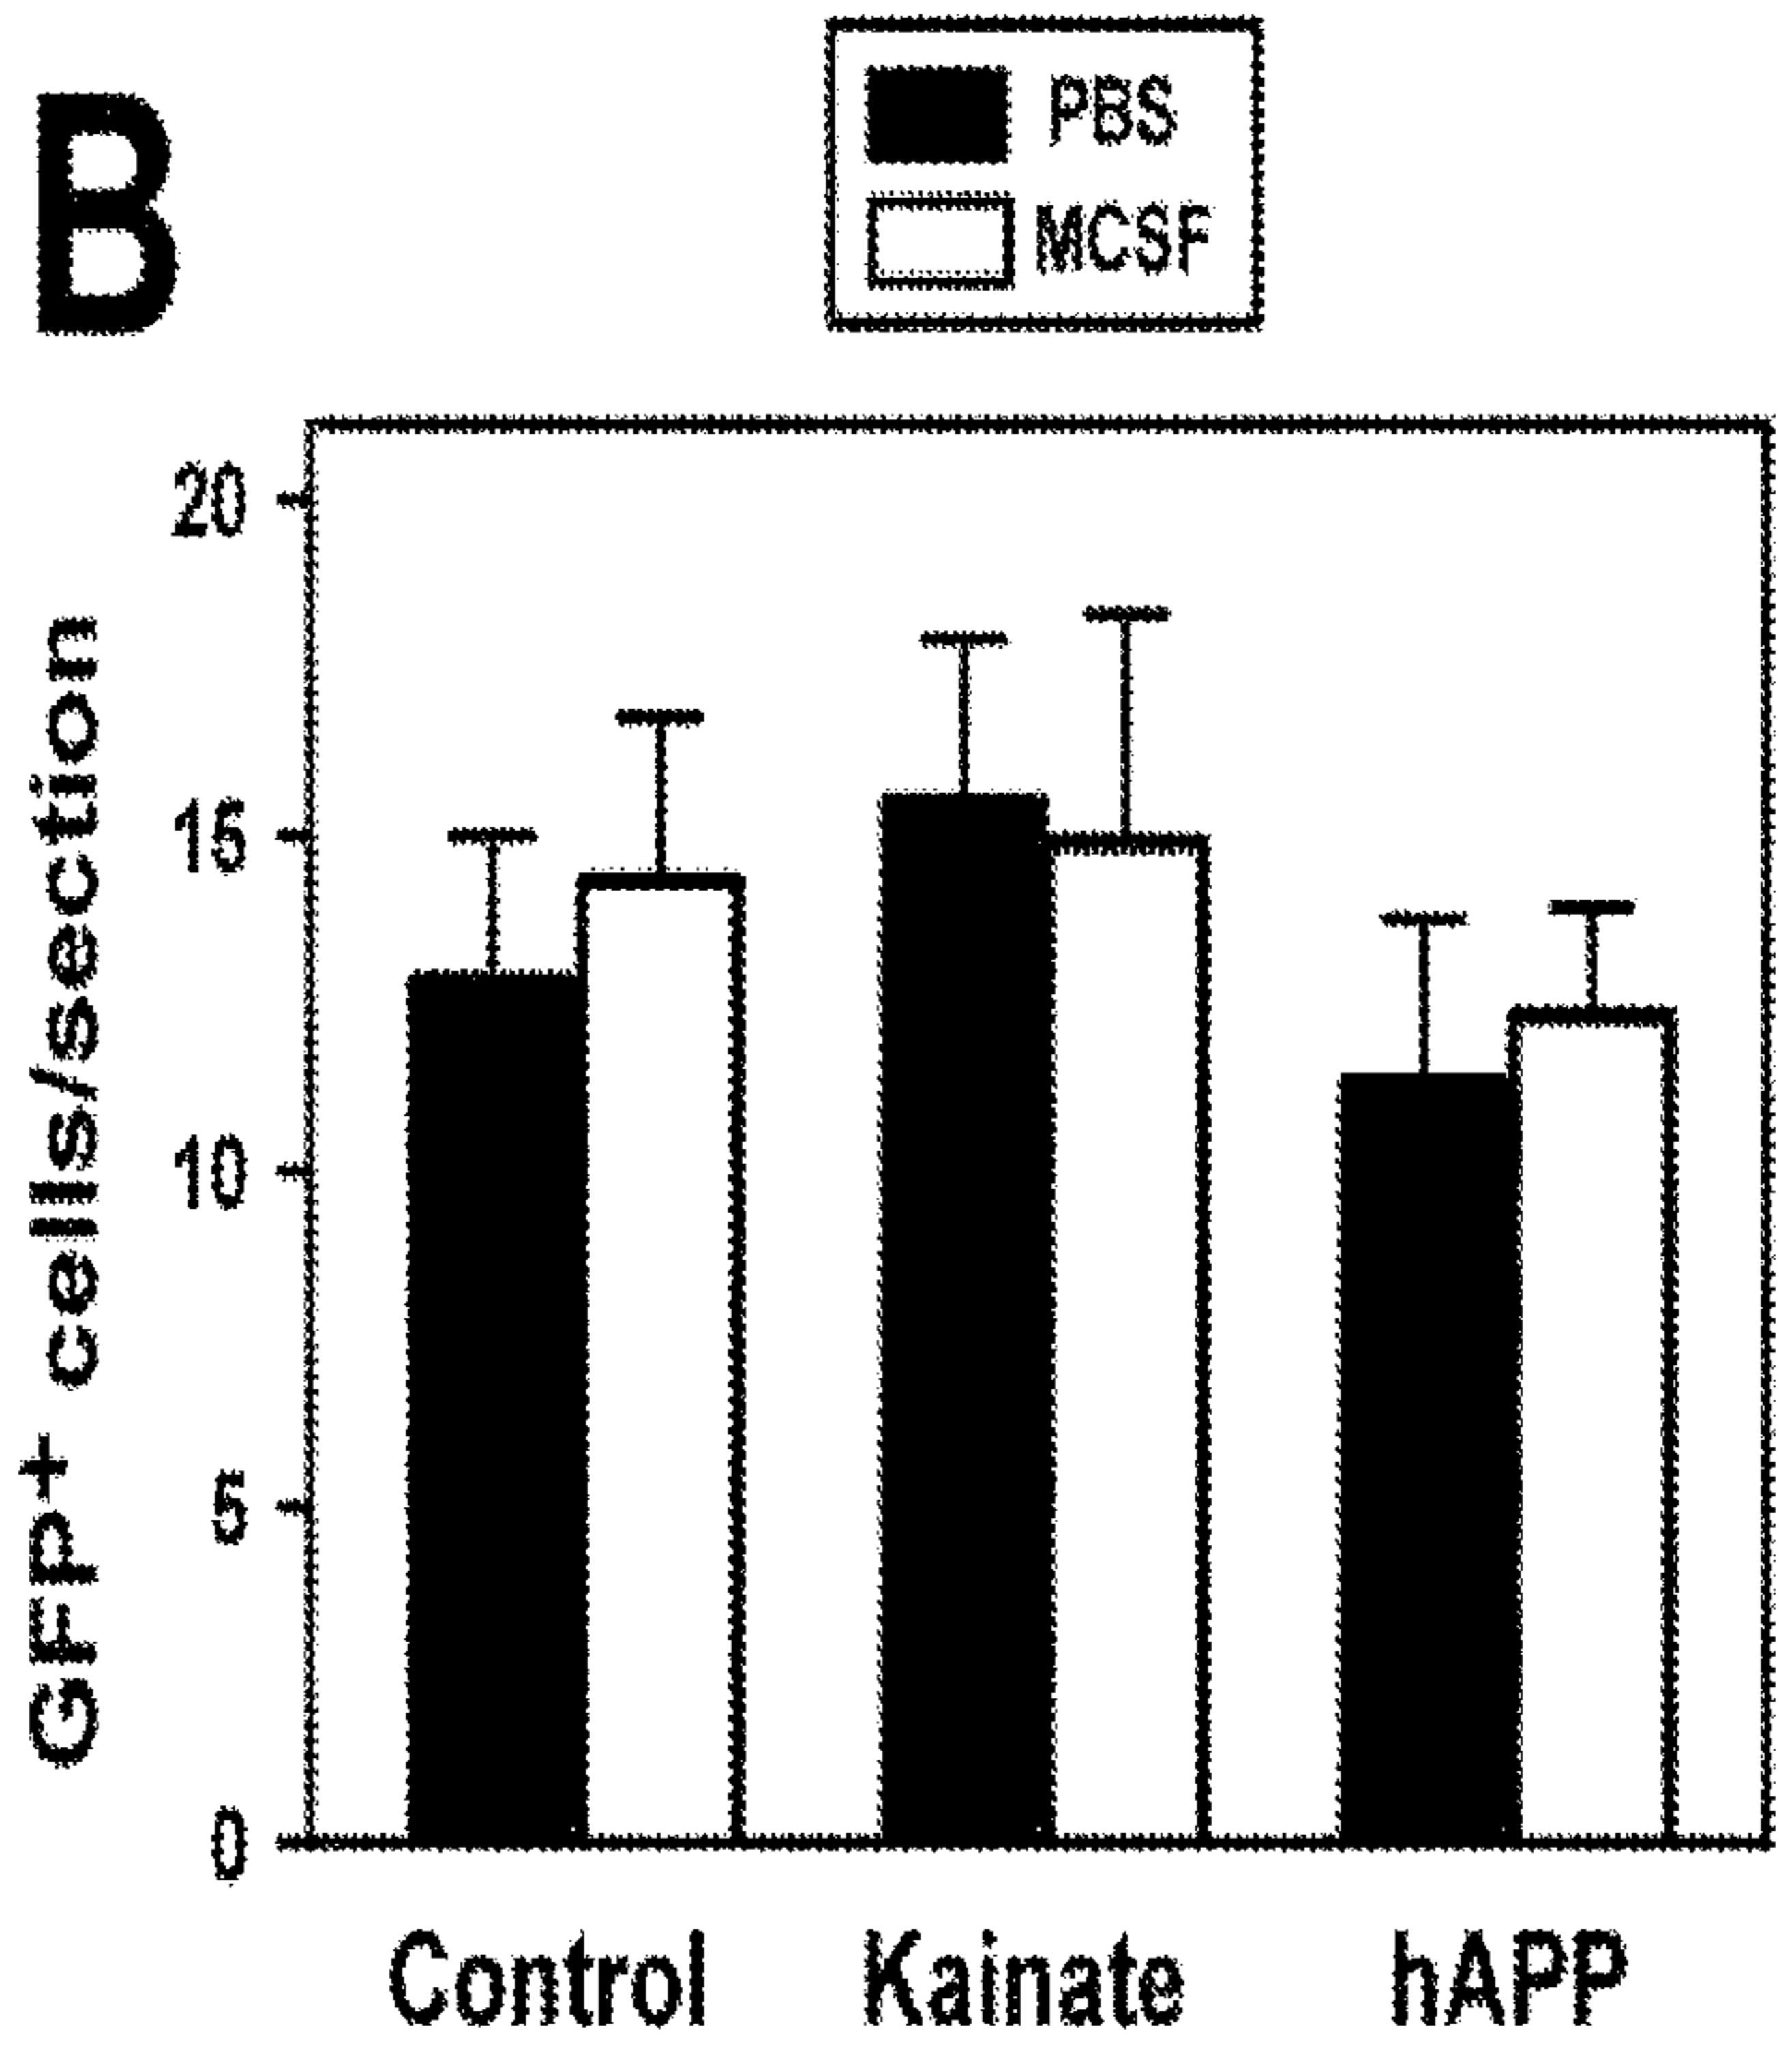 B
PBS
MCSF
GFP+ cells/section
20
15
10
5
0
Control Kainate hAPP